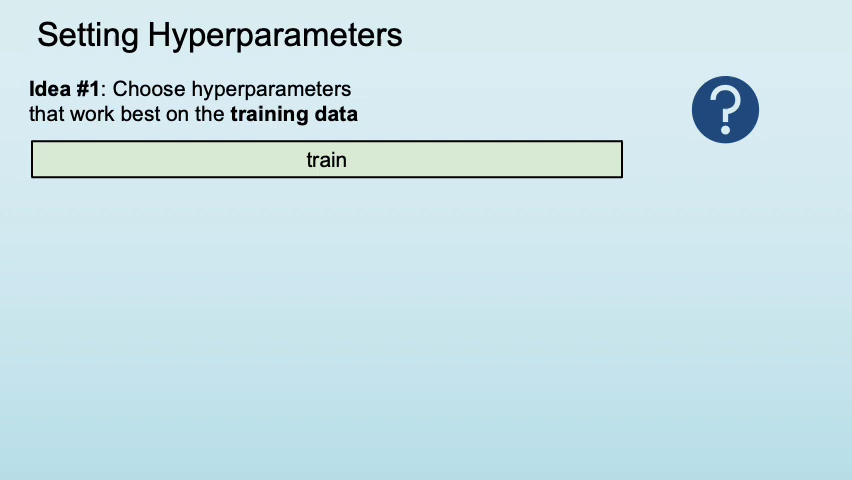 Setting Hyperparameters
Idea #1: Choose hyperparameters
that work best on the training data
train
?